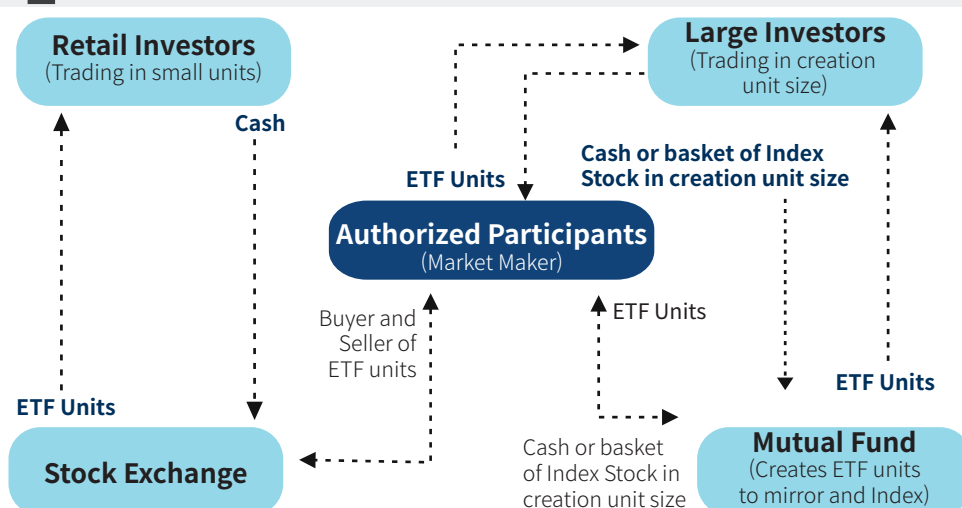 Retail Investors
(Trading in small units)
Large Investors
(Trading in creation
unit size)
Cash
ETF Units
Cash or basket of Index
Stock in creation unit size
Authorized Participants
(Market Maker)
Buyer and
Seller of
ETF units
ETF Units
ETF Units
ETF Units
Stock Exchange
Cash or basket
of Index Stock in
creation unit size
Mutual Fund
(Creates ETF units
to mirror and Index)